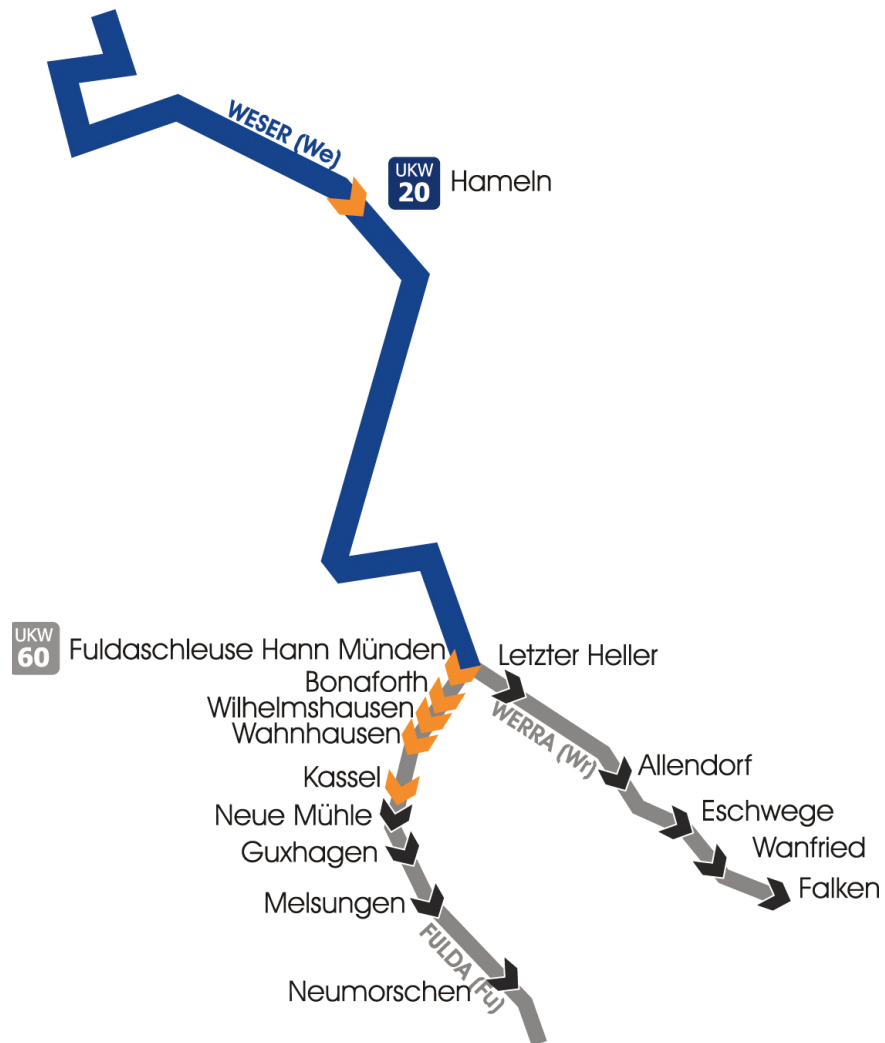 WESER (We)
UKW
20
Hameln
UKW
60
Fuldaschleuse Hann Münden
Letzter Heller
Bonaforth
Wilhelmshausen
Wahnhausen
WERRA (Wr)
Allendorf
Kassel
Neue Mühle
Eschwege
Guxhagen
Wanfried
Falken
Melsungen
FULDA (Fu)
Neumorschen